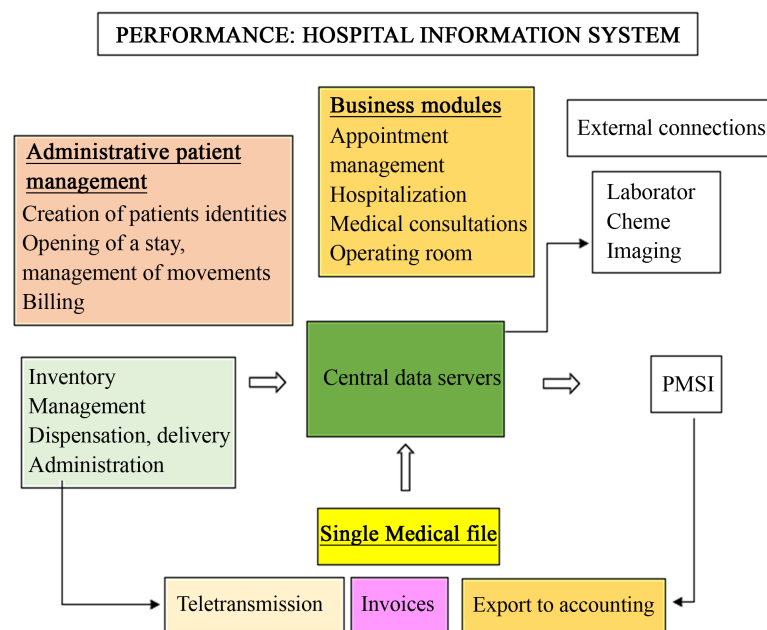 PERFORMANCE: HOSPITAL INFORMATION SYSTEM
Administrative patient
management
Creation of patients identities
Opening of a stay,
management of movements
Billing
Business modules
Appointment
management
Hospitalization
Medical consultations
Operating room
External connections
Laborator
Cheme
Imaging
Inventory
Management
Dispensation, delivery
Administration
Central data servers
PMSI
Single Medical file
Teletransmission
Invoices
Export to accounting